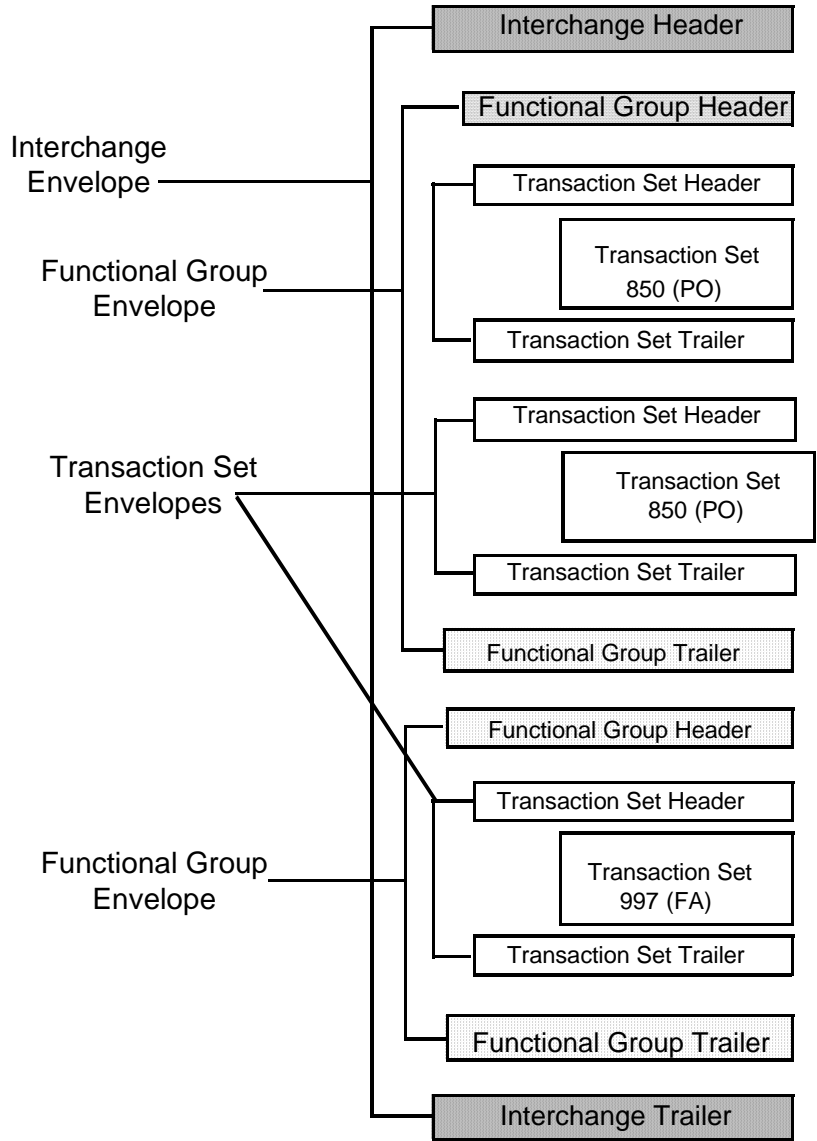 Interchange Header
Functional Group Header
Interchange
Envelope
Transaction Set Header
Transaction Set
850 (PO)
Functional Group
Envelope
Transaction Set Trailer
Transaction Set Header
Transaction Set
Envelopes
Transaction Set
850 (PO)
Transaction Set Trailer
Functional Group Trailer
Functional Group Header
Transaction Set Header
Functional Group
Envelope
Transaction Set
997 (FA)
Transaction Set Trailer
Functional Group Trailer
Interchange Trailer